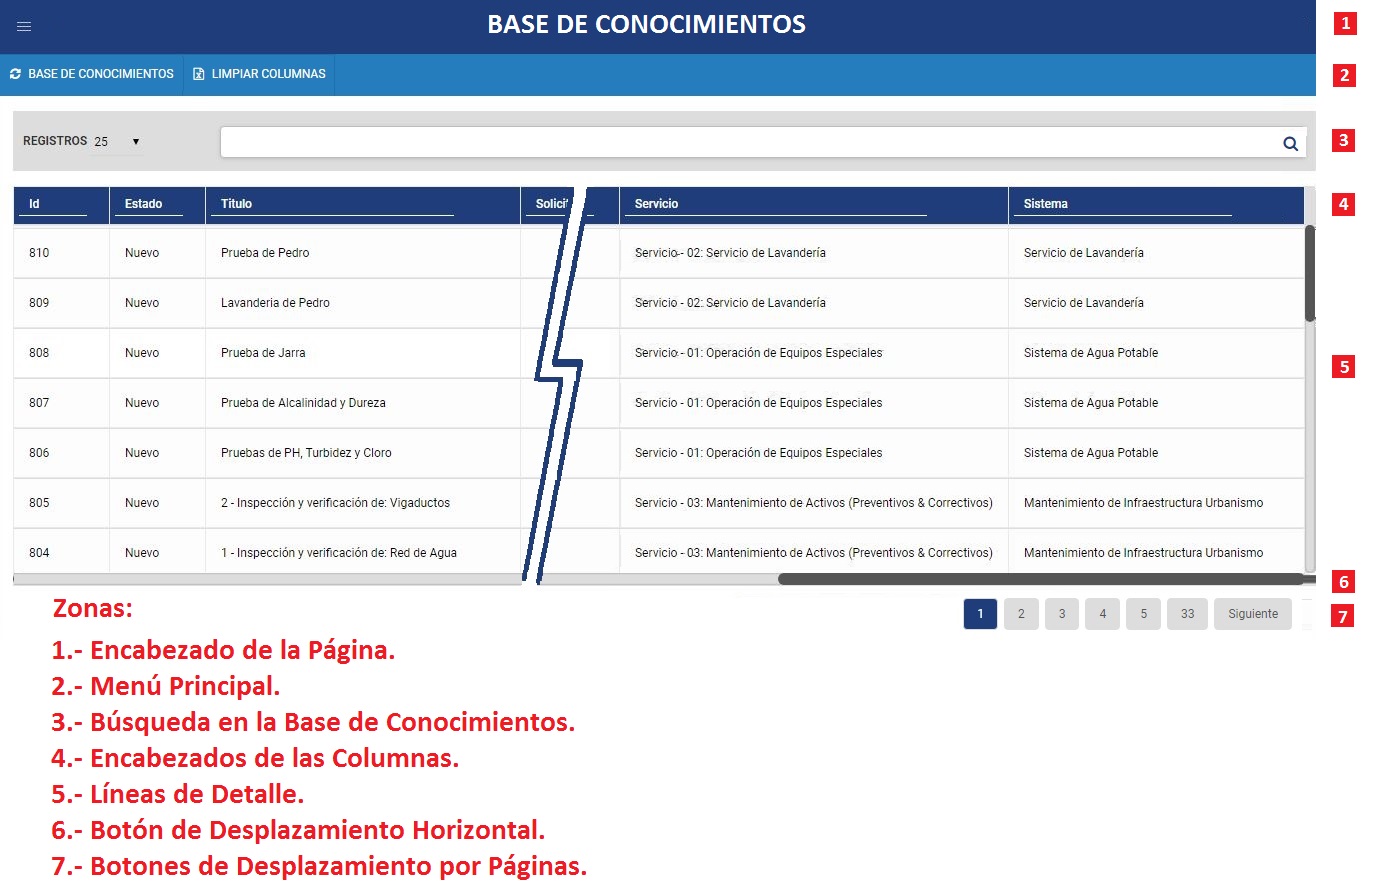 BASE DE CONOCIMIENTOS 1
BASE DE CONOCIMIENTOS LIMPIAR COLUMNAS 2
REGISTROS 25 3
Id Estado Título Solici Servicio Sistema 4
810 Nuevo Prueba de Pedro Servicio - 02: Servicio de Lavandería Servicio de Lavandería
809 Nuevo Lavanderia de Pedro Servicio - 02: Servicio de Lavandería Servicio de Lavandería
808 Nuevo Prueba de Jarra Servicio - 01: Operación de Equipos Especiales Sistema de Agua Potable
5
807 Nuevo Prueba de Alcalinidad y Dureza Servicio - 01: Operación de Equipos Especiales Sistema de Agua Potable
806 Nuevo Pruebas de PH, Turbidez y Cloro Servicio - 01: Operación de Equipos Especiales Sistema de Agua Potable
805 Nuevo 2 - Inspección y verificación de: Vigaductos Servicio - 03: Mantenimiento de Activos (Preventivos & Correctivos) Mantenimiento de Infraestructura Urbanismo
804 Nuevo 1 - Inspección y verificación de: Red de Agua Servicio - 03: Mantenimiento de Activos (Preventivos & Correctivos) Mantenimiento de Infraestructura Urbanismo
6
1 2 3 4 5 33 Siguiente 7
Zonas:
1.- Encabezado de la Página.
2.- Menú Principal.
3.- Búsqueda en la Base de Conocimientos.
4.- Encabezados de las Columnas.
5.- Líneas de Detalle.
6.- Botón de Desplazamiento Horizontal.
7.- Botones de Desplazamiento por Páginas.